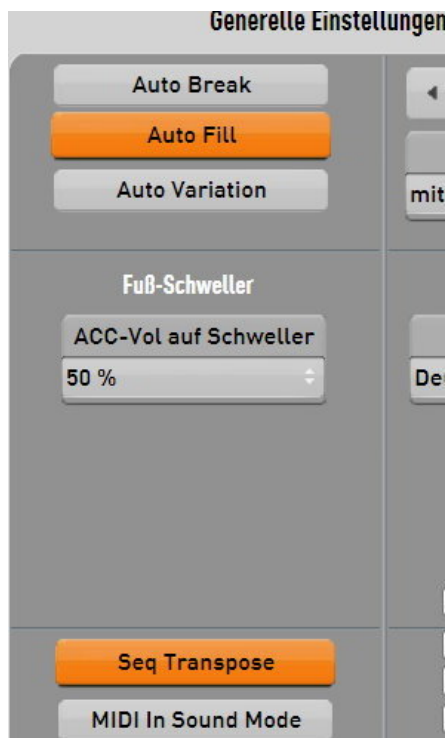 Generelle Einstellungen
Auto Break
Auto Fill
Auto Variation
mit
Fuß-Schweller
ACC-Vol auf Schweller
50 %
Seq Transpose
MIDI In Sound Mode